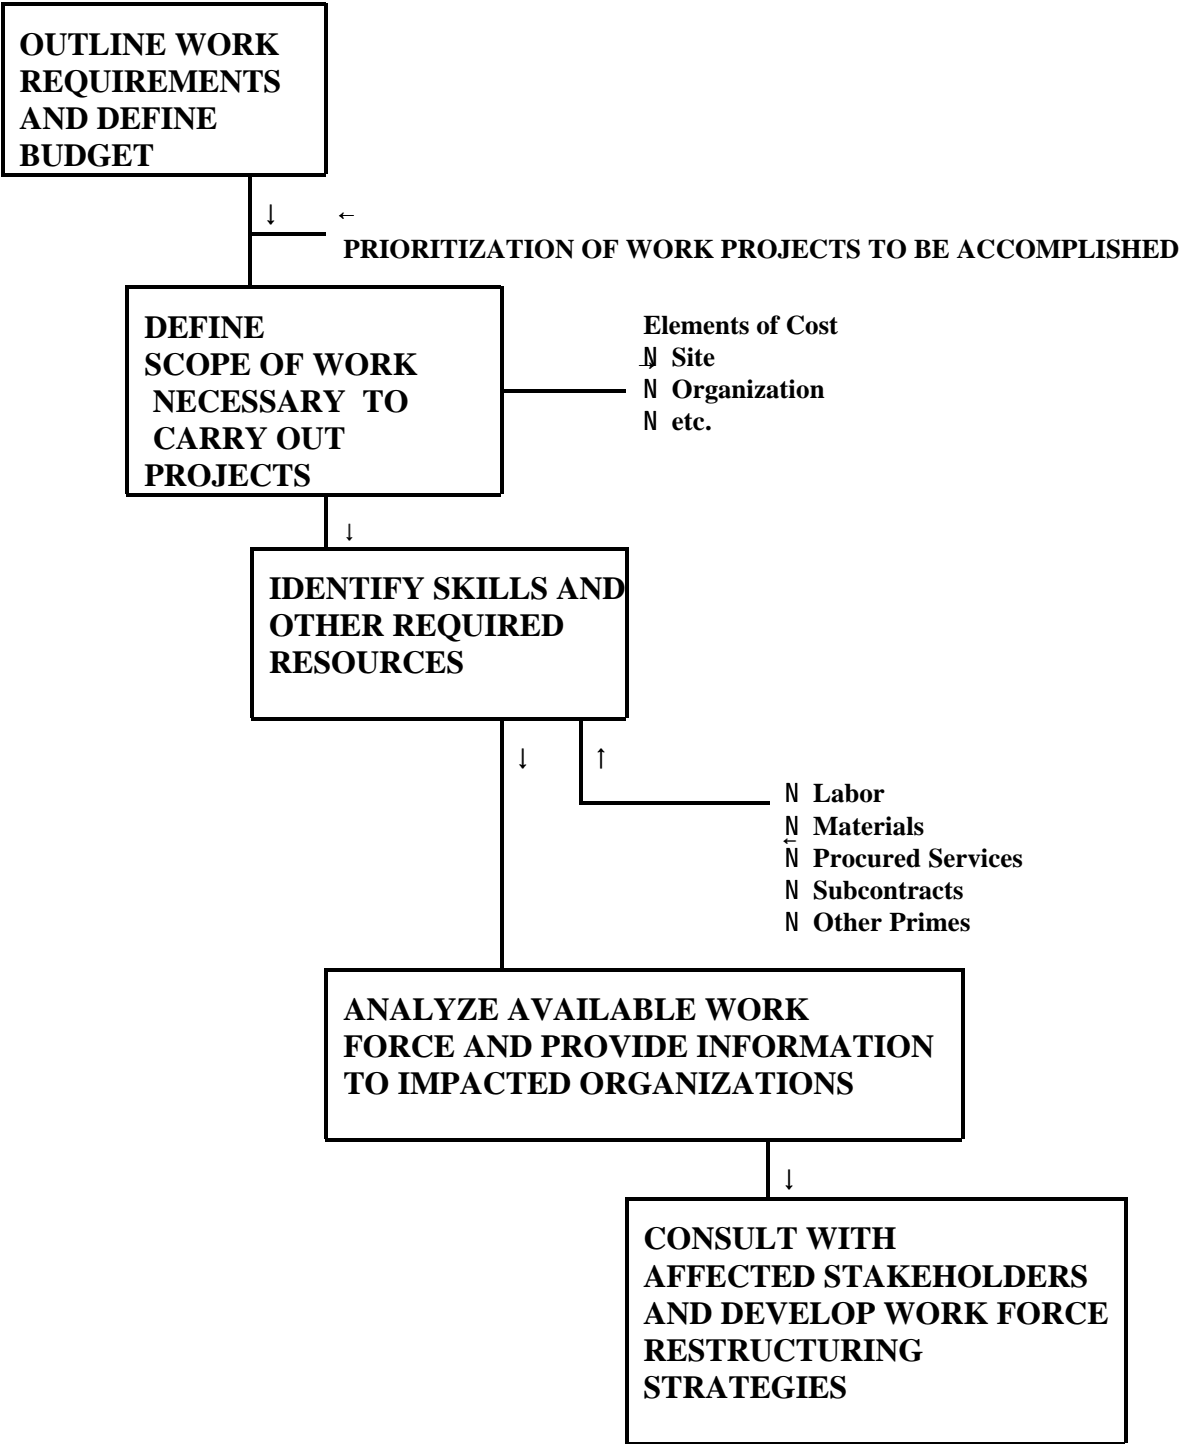 OUTLINE WORK
REQUIREMENTS
AND DEFINE
BUDGET
↓ ←
PRIORITIZATION OF WORK PROJECTS TO BE ACCOMPLISHED
DEFINE
SCOPE OF WORK
NECESSARY TO
CARRY OUT
PROJECTS
Elements of Cost
→
N Site
N Organization
N etc.
↓
IDENTIFY SKILLS AND
OTHER REQUIRED
RESOURCES
↓ ↑
N Labor
N Materials
←
N Procured Services
N Subcontracts
N Other Primes
ANALYZE AVAILABLE WORK
FORCE AND PROVIDE INFORMATION
TO IMPACTED ORGANIZATIONS
↓
CONSULT WITH
AFFECTED STAKEHOLDERS
AND DEVELOP WORK FORCE
RESTRUCTURING
STRATEGIES